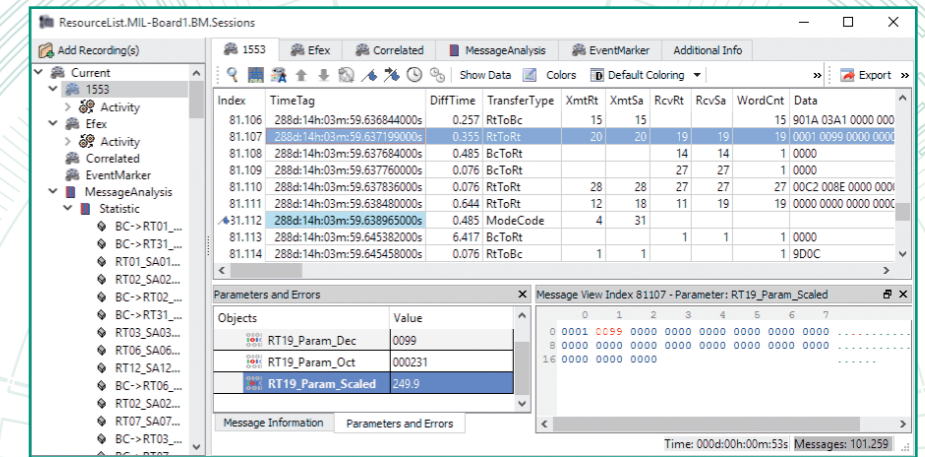 ResourceList.MIL-Board1.BM.Sessions
Add Recording(s)
1553 Efex Correlated MessageAnalysis EventMarker Additional Info
Show Data Colors Default Coloring » Export »
Current
1553
Activity
Efex
Activity
Correlated
EventMarker
MessageAnalysis
Statistic
BC->RT01_...
BC->RT31_...
RT01_SA01...
RT02_SA02...
BC->RT02_...
BC->RT31_...
RT03_SA03...
RT06_SA06...
RT12_SA12...
BC->RT06_...
RT02_SA02...
RT07_SA07...
BC->RT03_...
Index TimeTag DiffTime TransferType XmtRt XmtSa RcvRt RcvSa WordCnt Data
81.106 288d:14h:03m:59.636844000s 0.257 RtToBc 15 15 15 901A 03A1 0000 000
81.107 288d:14h:03m:59.637199000s 0.355 RtToRt 20 20 19 19 19 0001 0099 0000 0000
81.108 288d:14h:03m:59.637684000s 0.485 BcToRt 14 14 1 0000
81.109 288d:14h:03m:59.637760000s 0.076 BcToRt 27 27 1 0000
81.110 288d:14h:03m:59.637836000s 0.076 RtToRt 28 28 27 27 27 00C2 008E 0000 000
81.111 288d:14h:03m:59.638480000s 0.644 RtToRt 12 18 11 19 19 0000 0000 0000 000
81.112 288d:14h:03m:59.638965000s 0.485 ModeCode 4 31
81.113 288d:14h:03m:59.645382000s 6.417 BcToRt 1 1 1 0000
81.114 288d:14h:03m:59.645458000s 0.076 RtToBc 1 1 1 9D0C
Parameters and Errors
Objects Value
RT19_Param_Dec 0099
RT19_Param_Oct 000231
RT19_Param_Scaled 249.9
Message Information Parameters and Errors
Message View Index 81107 - Parameter: RT19_Param_Scaled
0 1 2 3 4 5 6 7
0 0001 0099 0000 0000 0000 0000 0000 0000 ...........
8 0000 0000 0000 0000 0000 0000 0000 0000 ...........
16 0000 0000 0000 ......
Time: 000d:00h:00m:53s Messages: 101.259